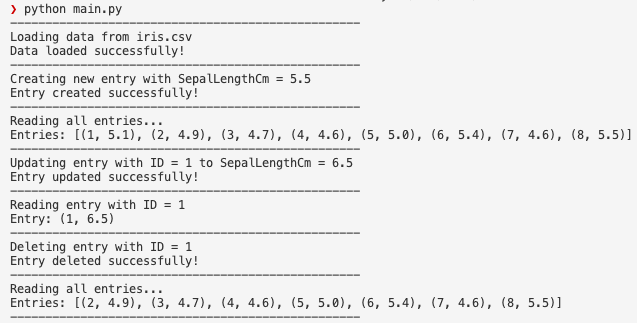 ❯ python main.py
──────────────────────────────────────────────────
Loading data from iris.csv
Data loaded successfully!
──────────────────────────────────────────────────
Creating new entry with SepalLengthCm = 5.5
Entry created successfully!
──────────────────────────────────────────────────
Reading all entries...
Entries: [(1, 5.1), (2, 4.9), (3, 4.7), (4, 4.6), (5, 5.0), (6, 5.4), (7, 4.6), (8, 5.5)]
──────────────────────────────────────────────────
Updating entry with ID = 1 to SepalLengthCm = 6.5
Entry updated successfully!
──────────────────────────────────────────────────
Reading entry with ID = 1
Entry: (1, 6.5)
──────────────────────────────────────────────────
Deleting entry with ID = 1
Entry deleted successfully!
──────────────────────────────────────────────────
Reading all entries...
Entries: [(2, 4.9), (3, 4.7), (4, 4.6), (5, 5.0), (6, 5.4), (7, 4.6), (8, 5.5)]
──────────────────────────────────────────────────